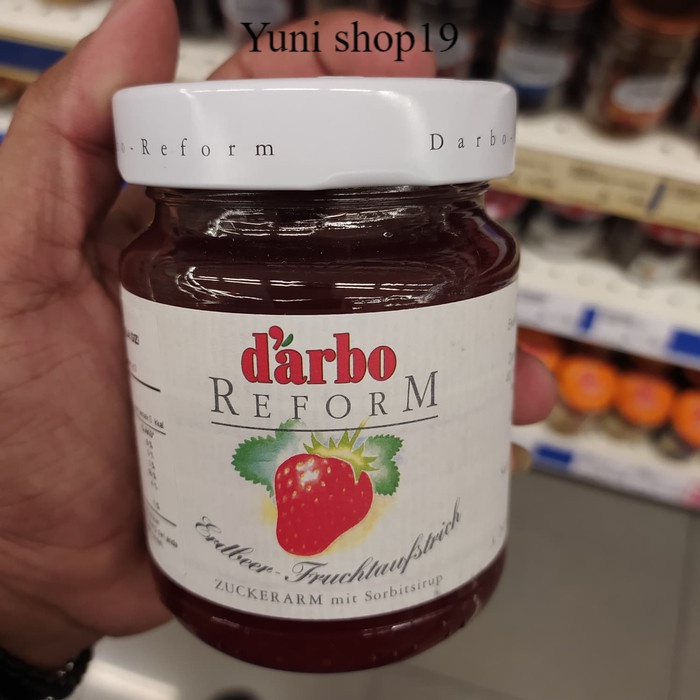 Yuni shop19
o-Reform
Darbo-
d'arbo
REFORM
Erdbeer-Fruchtaufstrich
ZUCKERARM mit Sorbitsirup